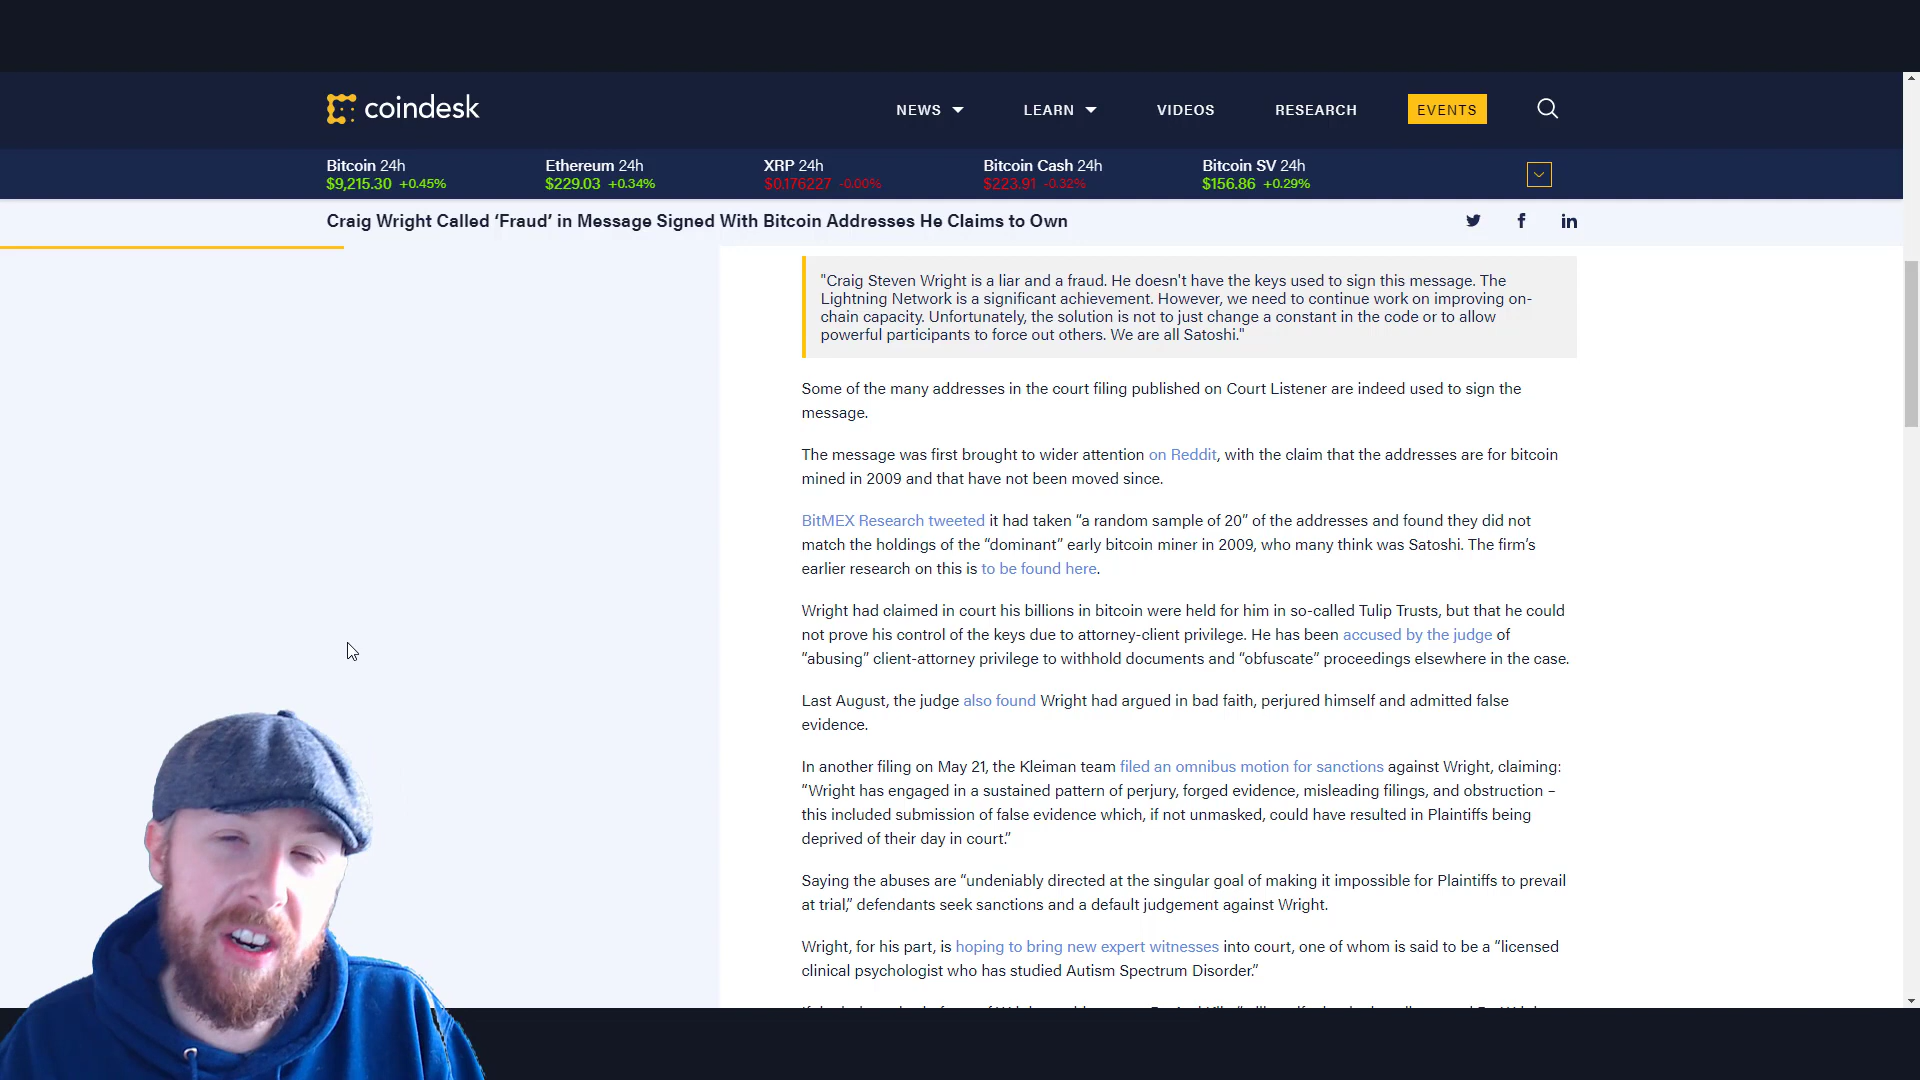 coindesk
NEWS LEARN VIDEOS RESEARCH EVENTS
Bitcoin 24h Ethereum 24h XRP 24h Bitcoin Cash 24h Bitcoin SV 24h
$9,215.30 +0.45% $229.03 +0.34% $0.176227 -0.00% $223.91 -0.32% $156.86 +0.29%
Craig Wright Called ‘Fraud’ in Message Signed With Bitcoin Addresses He Claims to Own
"Craig Steven Wright is a liar and a fraud. He doesn't have the keys used to sign this message. The
Lightning Network is a significant achievement. However, we need to continue work on improving on-
chain capacity. Unfortunately, the solution is not to just change a constant in the code or to allow
powerful participants to force out others. We are all Satoshi."
Some of the many addresses in the court filing published on Court Listener are indeed used to sign the
message.
The message was first brought to wider attention on Reddit, with the claim that the addresses are for bitcoin
mined in 2009 and that have not been moved since.
BitMEX Research tweeted it had taken “a random sample of 20” of the addresses and found they did not
match the holdings of the “dominant” early bitcoin miner in 2009, who many think was Satoshi. The firm’s
earlier research on this is to be found here.
Wright had claimed in court his billions in bitcoin were held for him in so-called Tulip Trusts, but that he could
not prove his control of the keys due to attorney-client privilege. He has been accused by the judge of
“abusing” client-attorney privilege to withhold documents and “obfuscate” proceedings elsewhere in the case.
Last August, the judge also found Wright had argued in bad faith, perjured himself and admitted false
evidence.
In another filing on May 21, the Kleiman team filed an omnibus motion for sanctions against Wright, claiming:
“Wright has engaged in a sustained pattern of perjury, forged evidence, misleading filings, and obstruction –
this included submission of false evidence which, if not unmasked, could have resulted in Plaintiffs being
deprived of their day in court.”
Saying the abuses are “undeniably directed at the singular goal of making it impossible for Plaintiffs to prevail
at trial,” defendants seek sanctions and a default judgement against Wright.
Wright, for his part, is hoping to bring new expert witnesses into court, one of whom is said to be a “licensed
clinical psychologist who has studied Autism Spectrum Disorder.”